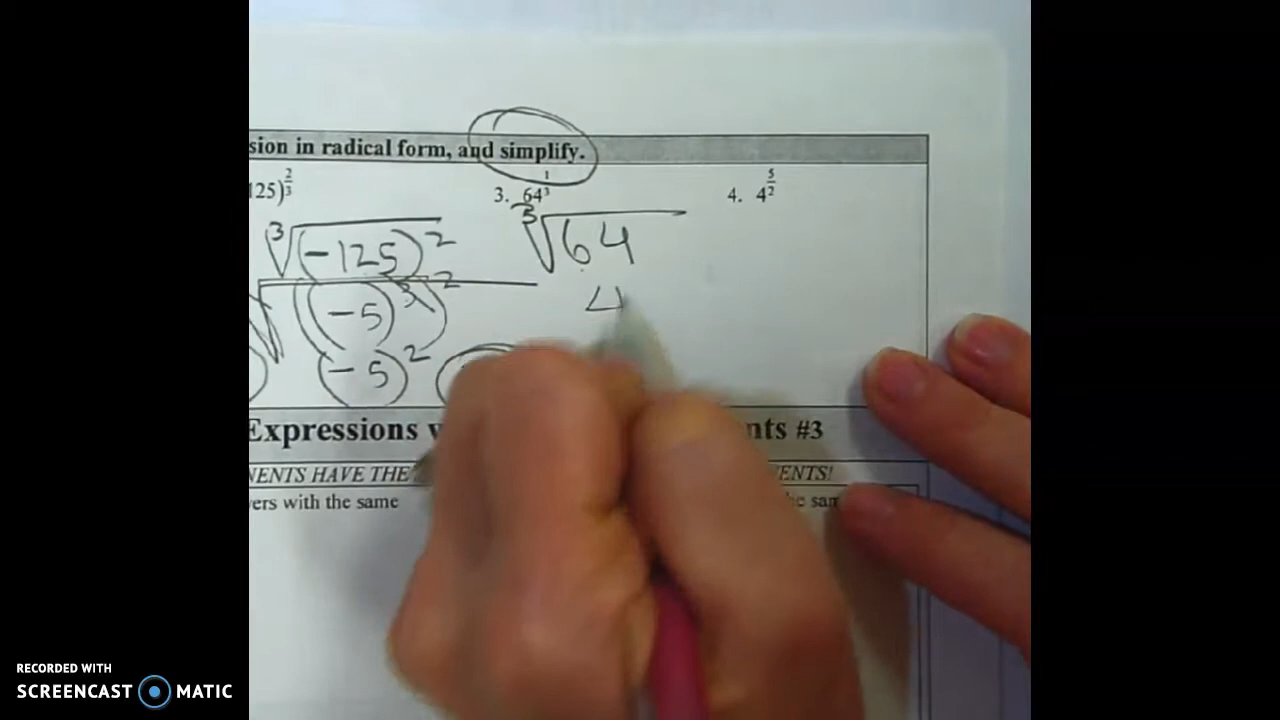 sion in radical form, and simplify.
125)^(2/3)
3. 64^(1/3)
4. 4^(5/2)
∛(-125)^2
∛64
√((-5)^3)^2
4
(-5)^2
Expressions
nts #3
NENTS HAVE THE
ENTS!
vers with the same
he sam
RECORDED WITH
SCREENCAST MATIC